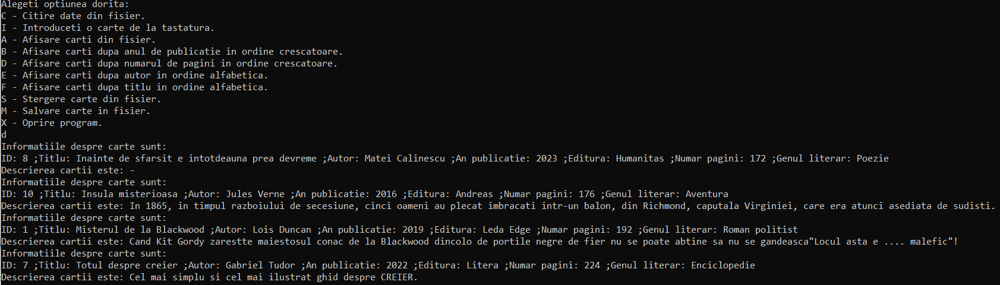 Alegeti optiunea dorita:
C - Citire date din fisier.
I - Introduceti o carte de la tastatura.
A - Afisare carti din fisier.
B - Afisare carti dupa anul de publicatie in ordine crescatoare.
D - Afisare carti dupa numarul de pagini in ordine crescatoare.
E - Afisare carti dupa autor in ordine alfabetica.
F - Afisare carti dupa titlu in ordine alfabetica.
S - Stergere carte din fisier.
M - Salvare carte in fisier.
X - Oprire program.
d
Informatiile despre carte sunt:
ID: 8 ;Titlu: Inainte de sfarsit e intotdeauna prea devreme ;Autor: Matei Calinescu ;An publicatie: 2023 ;Editura: Humanitas ;Numar pagini: 172 ;Genul literar: Poezie
Descrierea cartii este: -
Informatiile despre carte sunt:
ID: 10 ;Titlu: Insula misterioasa ;Autor: Jules Verne ;An publicatie: 2016 ;Editura: Andreas ;Numar pagini: 176 ;Genul literar: Aventura
Descrierea cartii este: In 1865, in timpul razboiului de secesiune, cinci oameni au plecat imbracati intr-un balon, din Richmond, caputala Virginiei, care era atunci asediata de sudisti.
Informatiile despre carte sunt:
ID: 1 ;Titlu: Misterul de la Blackwood ;Autor: Lois Duncan ;An publicatie: 2019 ;Editura: Leda Edge ;Numar pagini: 192 ;Genul literar: Roman politist
Descrierea cartii este: Cand Kit Gordy zarestte maiestosul conac de la Blackwood dincolo de portile negre de fier nu se poate abtine sa nu se gandeasca"Locul asta e .... malefic"!
Informatiile despre carte sunt:
ID: 7 ;Titlu: Totul despre creier ;Autor: Gabriel Tudor ;An publicatie: 2022 ;Editura: Litera ;Numar pagini: 224 ;Genul literar: Enciclopedie
Descrierea cartii este: Cel mai simplu si cel mai ilustrat ghid despre CREIER.